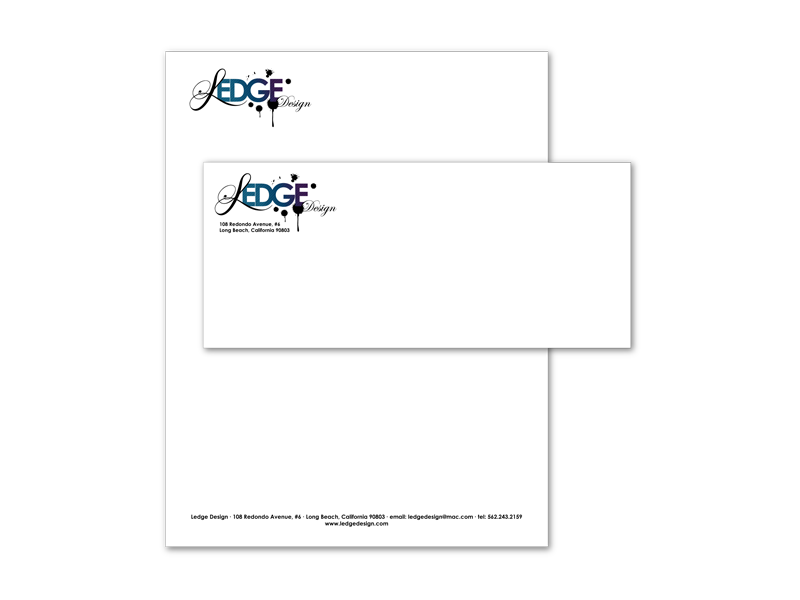 LEDGE Design
LEDGE Design
108 Redondo Avenue, #6
Long Beach, California 90803
Ledge Design · 108 Redondo Avenue, #6 · Long Beach, California 90803 · email: ledgedesign@mac.com · tel: 562.243.2159
www.ledgedesign.com